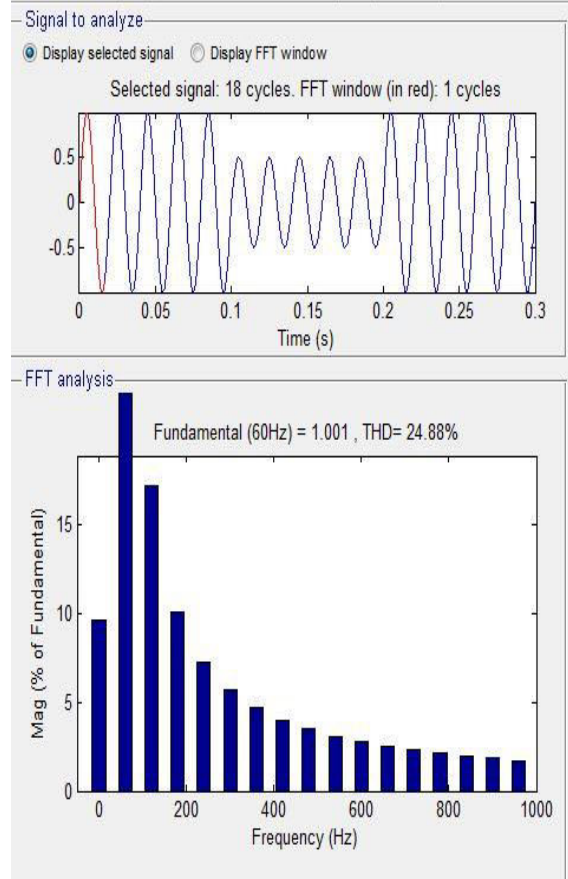 Signal to analyze
Display selected signal Display FFT window
Selected signal: 18 cycles. FFT window (in red): 1 cycles
0.5
0
-0.5
0 0.05 0.1 0.15 0.2 0.25 0.3
Time (s)
FFT analysis
Fundamental (60Hz) = 1.001 , THD= 24.88%
Mag (% of Fundamental)
15
10
5
0
0 200 400 600 800 1000
Frequency (Hz)